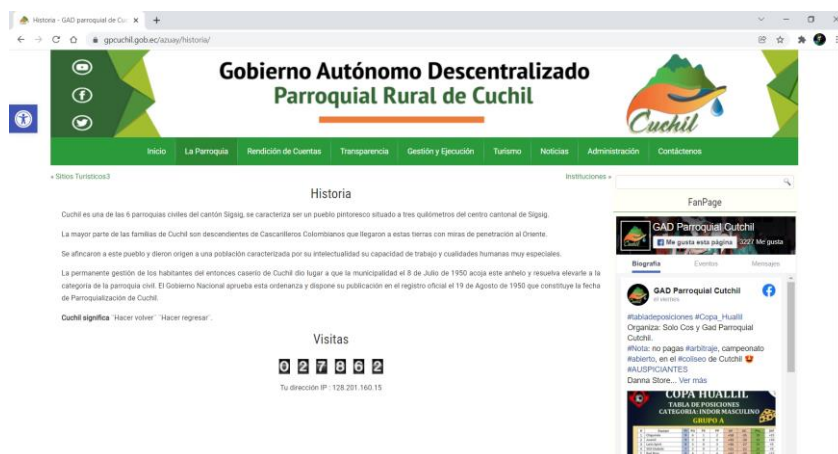 Historia - GAD parroquial de Cu
gpcuchil.gob.ec/azuay/historia/
Gobierno Autónomo Descentralizado
Parroquial Rural de Cuchil
Cuchil
Inicio La Parroquia Rendición de Cuentas Transparencia Gestión y Ejecución Turismo Noticias Administración Contáctenos
« Sitios Turísticos3
Instituciones »
Historia
Cuchil es una de las 6 parroquias civiles del cantón Sigsig, se caracteriza ser un pueblo pintoresco situado a tres quilómetros del centro cantonal de Sígsig.
La mayor parte de las familias de Cuchil son descendientes de Cascarilleros Colombianos que llegaron a estas tierras con miras de penetración al Oriente.
Se afincaron a este pueblo y dieron origen a una población caracterizada por su intelectualidad su capacidad de trabajo y cualidades humanas muy especiales.
La permanente gestión de los habitantes del entonces caserío de Cuchil dio lugar a que la municipalidad el 8 de Julio de 1950 acoja este anhelo y resuelva elevarle a la
categoría de la parroquia civil. El Gobierno Nacional aprueba esta ordenanza y dispone su publicación en el registro oficial el 19 de Agosto de 1950 que constituye la fecha
de Parroquialización de Cuchil.
Cuchil significa ¨Hacer volver¨ ¨Hacer regresar¨.
Visitas
027862
Tu dirección IP : 128.201.160.15
FanPage
GAD Parroquial Cutchil
Me gusta esta página 3227 Me gusta
Biografía Eventos Mensajes
GAD Parroquial Cutchil
el viernes
#tabladeposiciones #Copa_Huallil
Organiza: Solo Cos y Gad Parroquial
Cutchil.
#Nota: no pagas #arbitraje, campeonato
#abierto, en el #coliseo de Cutchil
#AUSPICIANTES
Danna Store... Ver más
COPA HUALLIL
TABLA DE POSICIONES
CATEGORIA: INDOR MASCULINO
GRUPO A